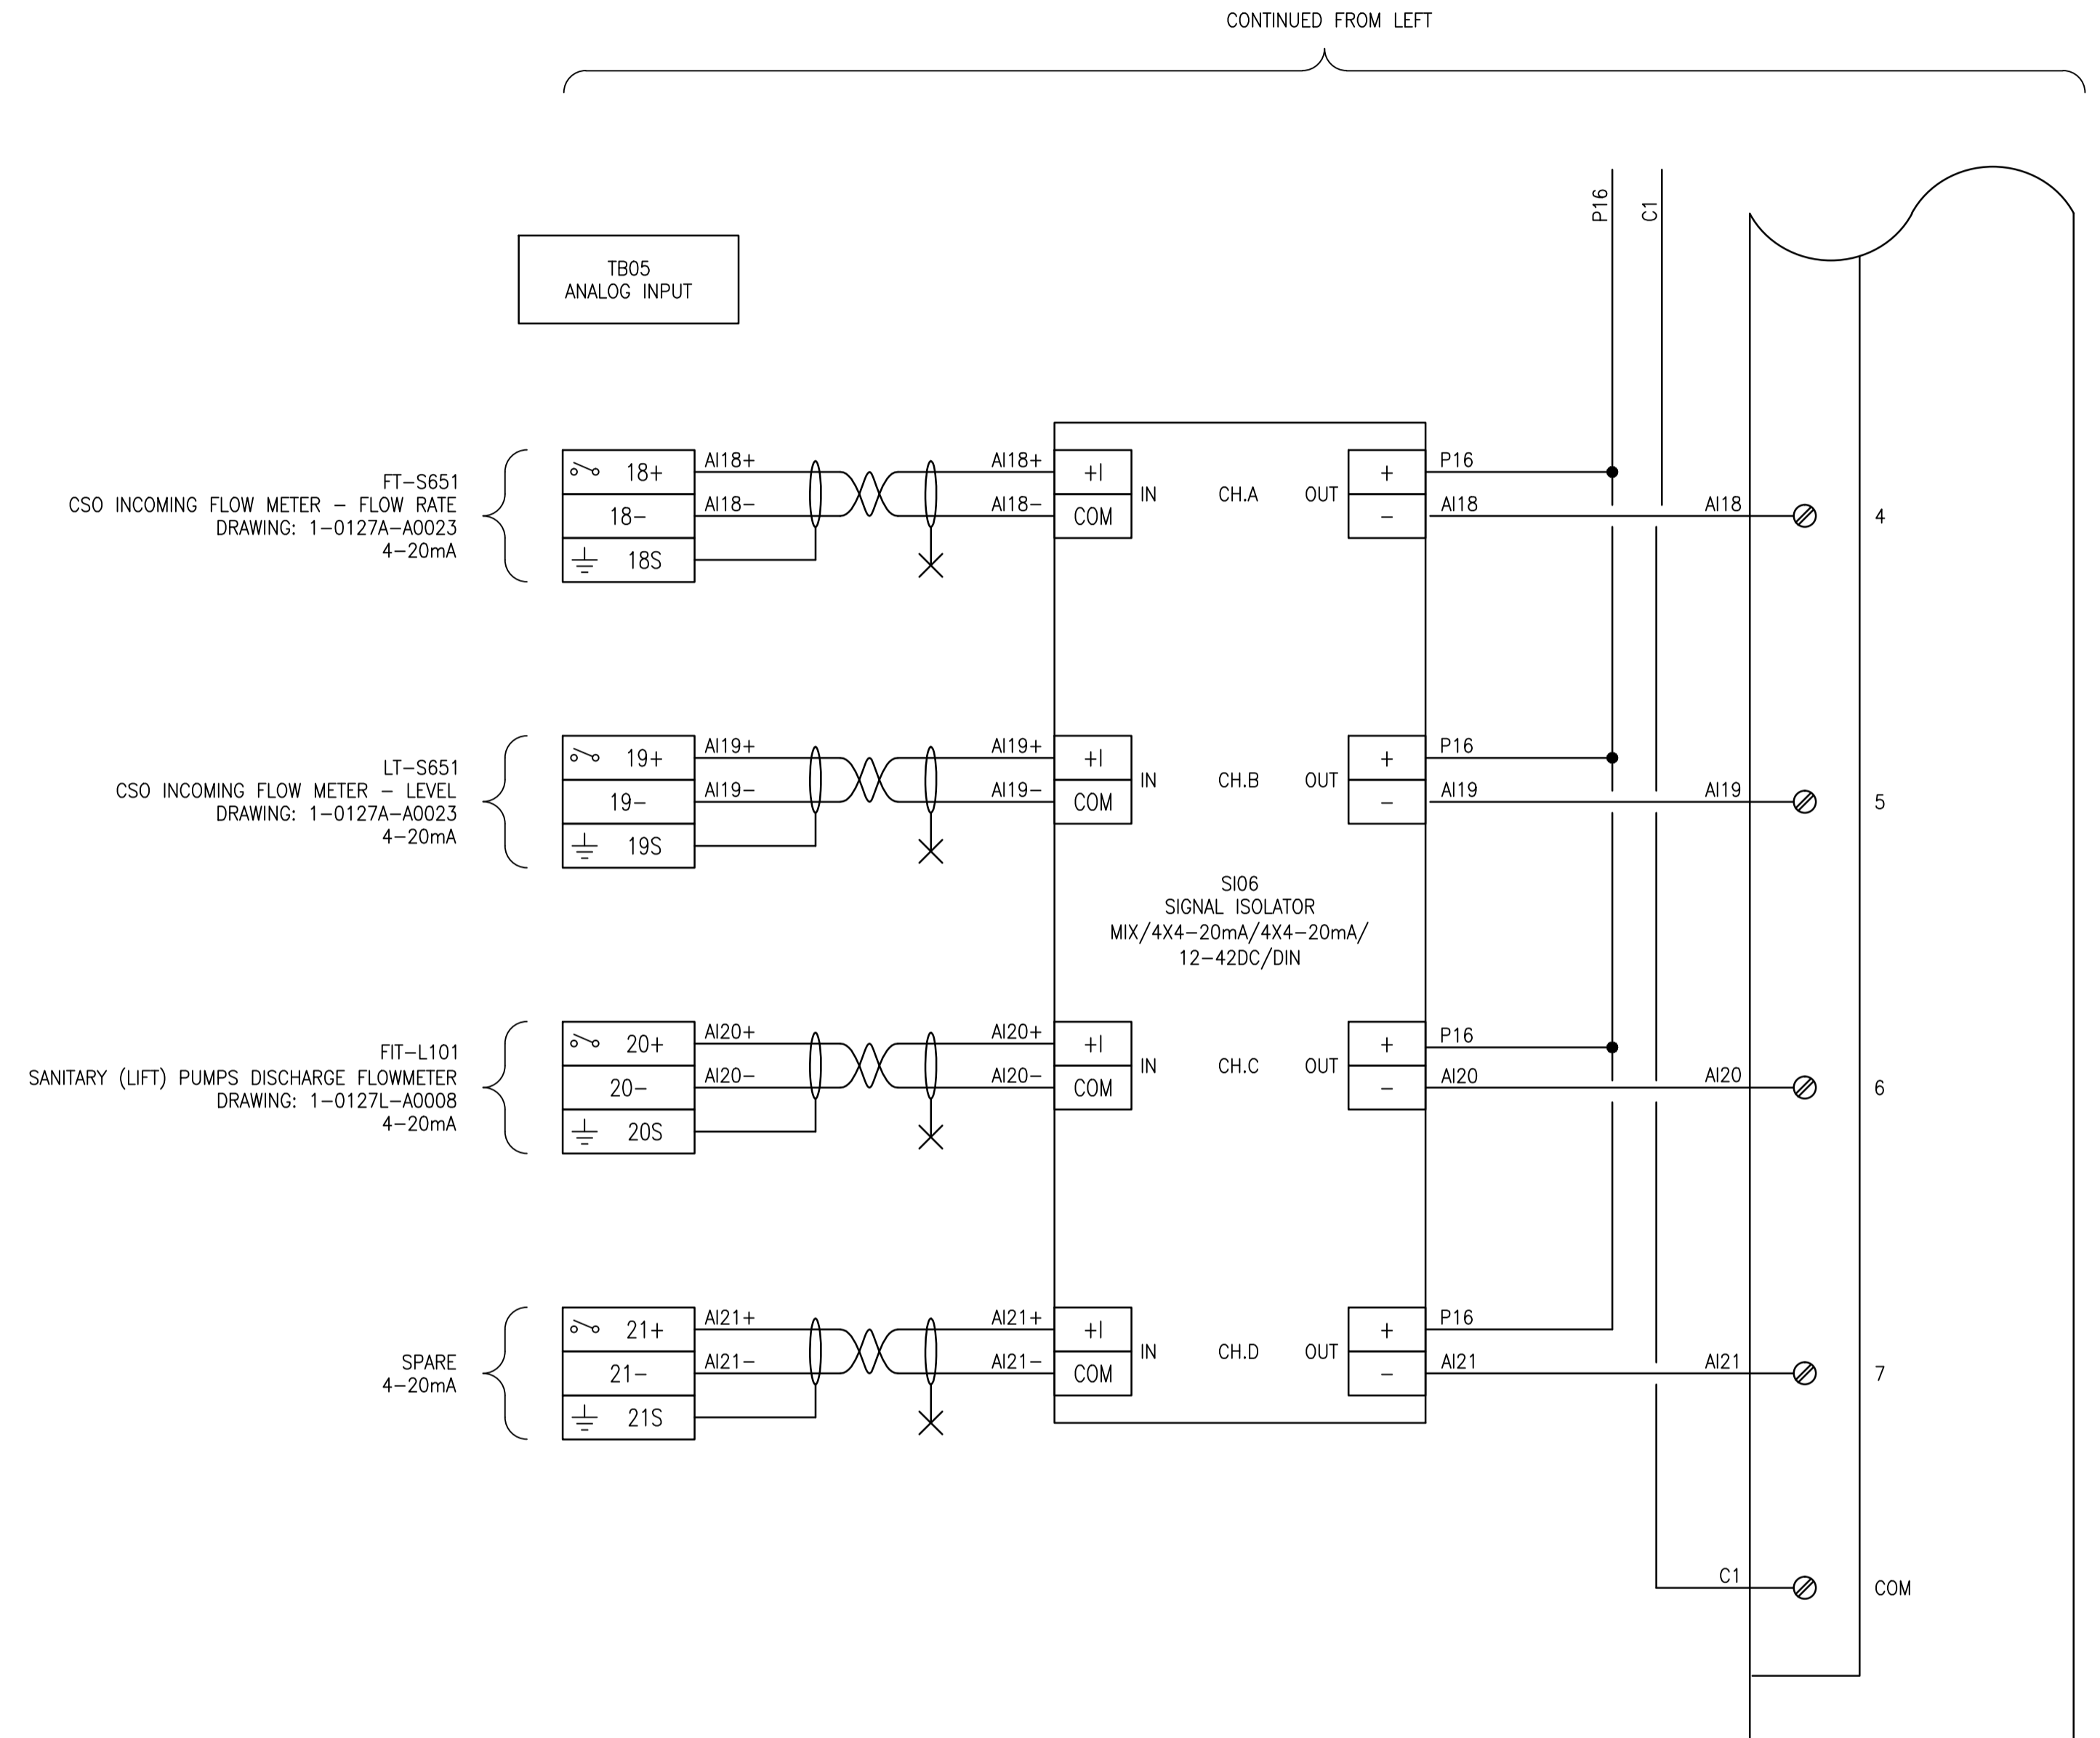 CONTINUED FROM LEFT
P16
C1
TB05
ANALOG INPUT
FT-S651
CSO INCOMING FLOW METER - FLOW RATE
DRAWING: 1-0127A-A0023
4-20mA
18+
18-
18S
AI18+
AI18-
AI18+
AI18-
+I
COM
IN
CH.A
OUT
+
-
P16
AI18
AI18
4
LT-S651
CSO INCOMING FLOW METER - LEVEL
DRAWING: 1-0127A-A0023
4-20mA
19+
19-
19S
AI19+
AI19-
AI19+
AI19-
+I
COM
IN
CH.B
OUT
+
-
P16
AI19
AI19
5
SI06
SIGNAL ISOLATOR
MIX/4X4-20mA/4X4-20mA/
12-42DC/DIN
FIT-L101
SANITARY (LIFT) PUMPS DISCHARGE FLOWMETER
DRAWING: 1-0127L-A0008
4-20mA
20+
20-
20S
AI20+
AI20-
AI20+
AI20-
+I
COM
IN
CH.C
OUT
+
-
P16
AI20
AI20
6
SPARE
4-20mA
21+
21-
21S
AI21+
AI21-
AI21+
AI21-
+I
COM
IN
CH.D
OUT
+
-
P16
AI21
AI21
7
C1
COM